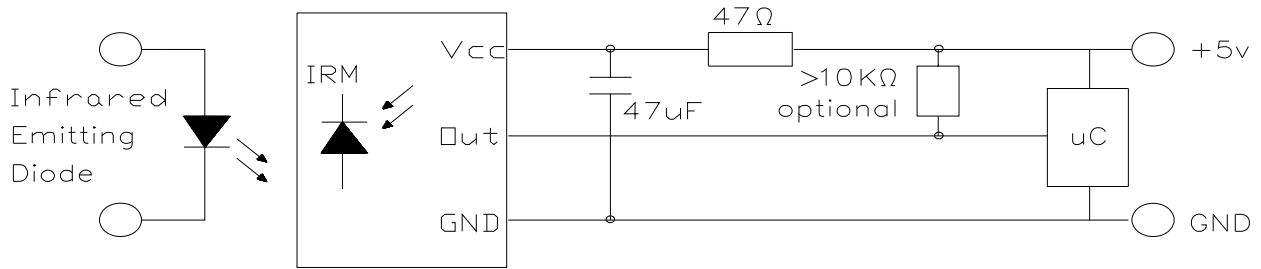 47Ω
Vcc
+5v
IRM
>10KΩ
optional
Infrared
Emitting
Diode
47uF
Out
uC
GND
GND